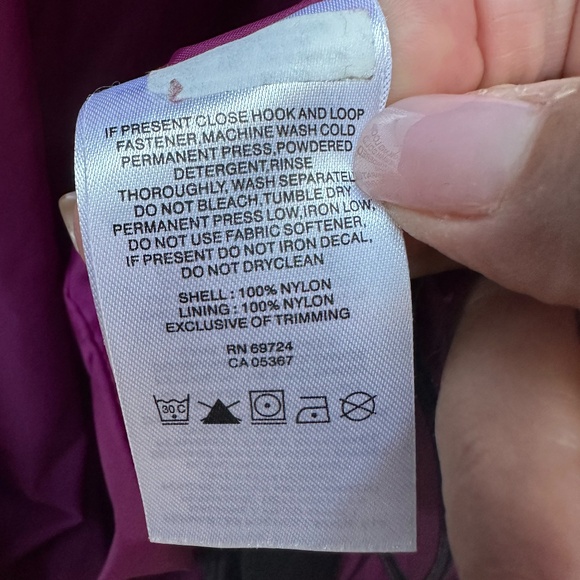 IF PRESENT CLOSE HOOK AND LOOP
FASTENER MACHINE WASH COLD
PERMANENT PRESS, POWDERED
DETERGENT RINSE
THOROUGHLY, WASH SEPARATEL
DO NOT BLEACH, TUMBLE DRY
PERMANENT PRESS LOW, IRON LOW.
DO NOT USE FABRIC SOFTENER,
IF PRESENT DO NOT IRON DECAL,
DO NOT DRYCLEAN
SHELL : 100% NYLON
LINING : 100% NYLON
EXCLUSIVE OF TRIMMING
RN 69724
CA 05367
30 C